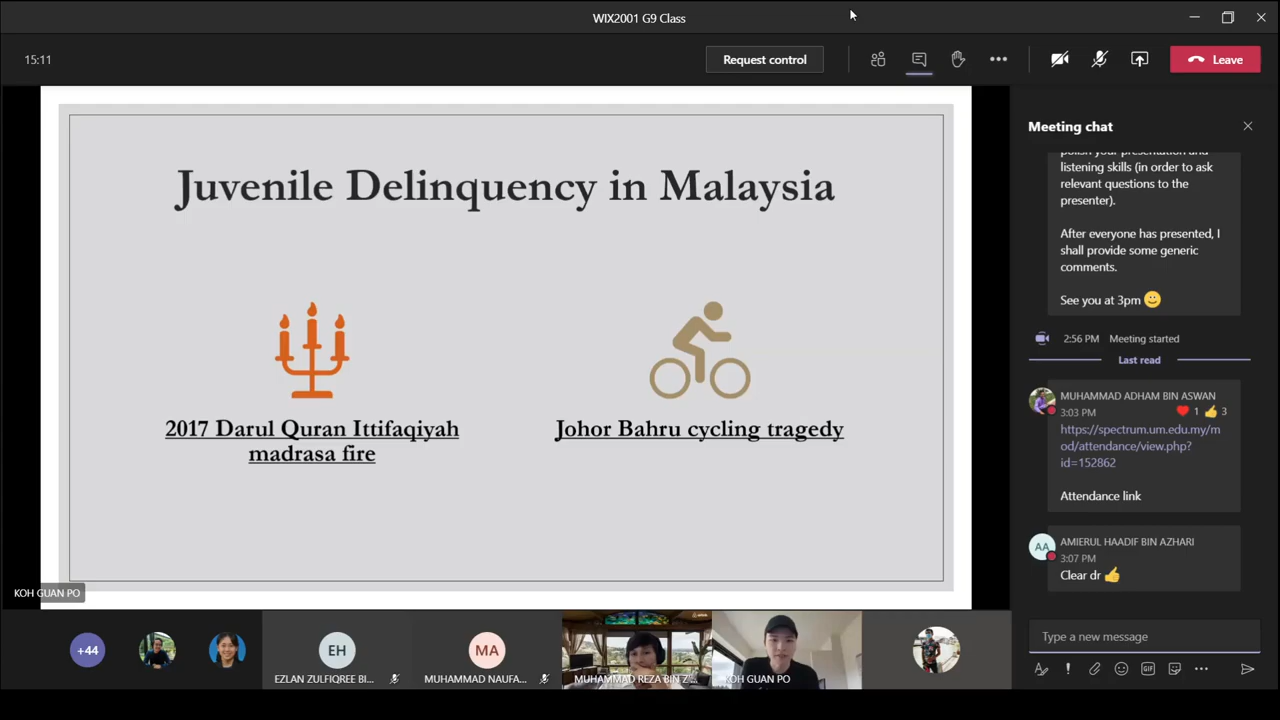 WIX2001 G9 Class
15:11
Request control
Leave
Juvenile Delinquency in Malaysia
2017 Darul Quran Ittifaqiyah
madrasa fire
Johor Bahru cycling tragedy
KOH GUAN PO
Meeting chat
polish your presentation and
listening skills (in order to ask
relevant questions to the
presenter).
After everyone has presented, I
shall provide some generic
comments.
See you at 3pm 🙂
2:56 PM Meeting started
Last read
MUHAMMAD ADHAM BIN ASWAN
3:03 PM ❤️ 1 👍 3
https://spectrum.um.edu.my/m
od/attendance/view.php?
id=152862
Attendance link
AA
AMIERUL HAADIF BIN AZHARI
3:07 PM
Clear dr 👍
Type a new message
GIF
+44
EH
EZLAN ZULFIQREE BI...
MA
MUHAMMAD NAUFA...
MUHAMMAD REZA BIN Z...
KOH GUAN PO